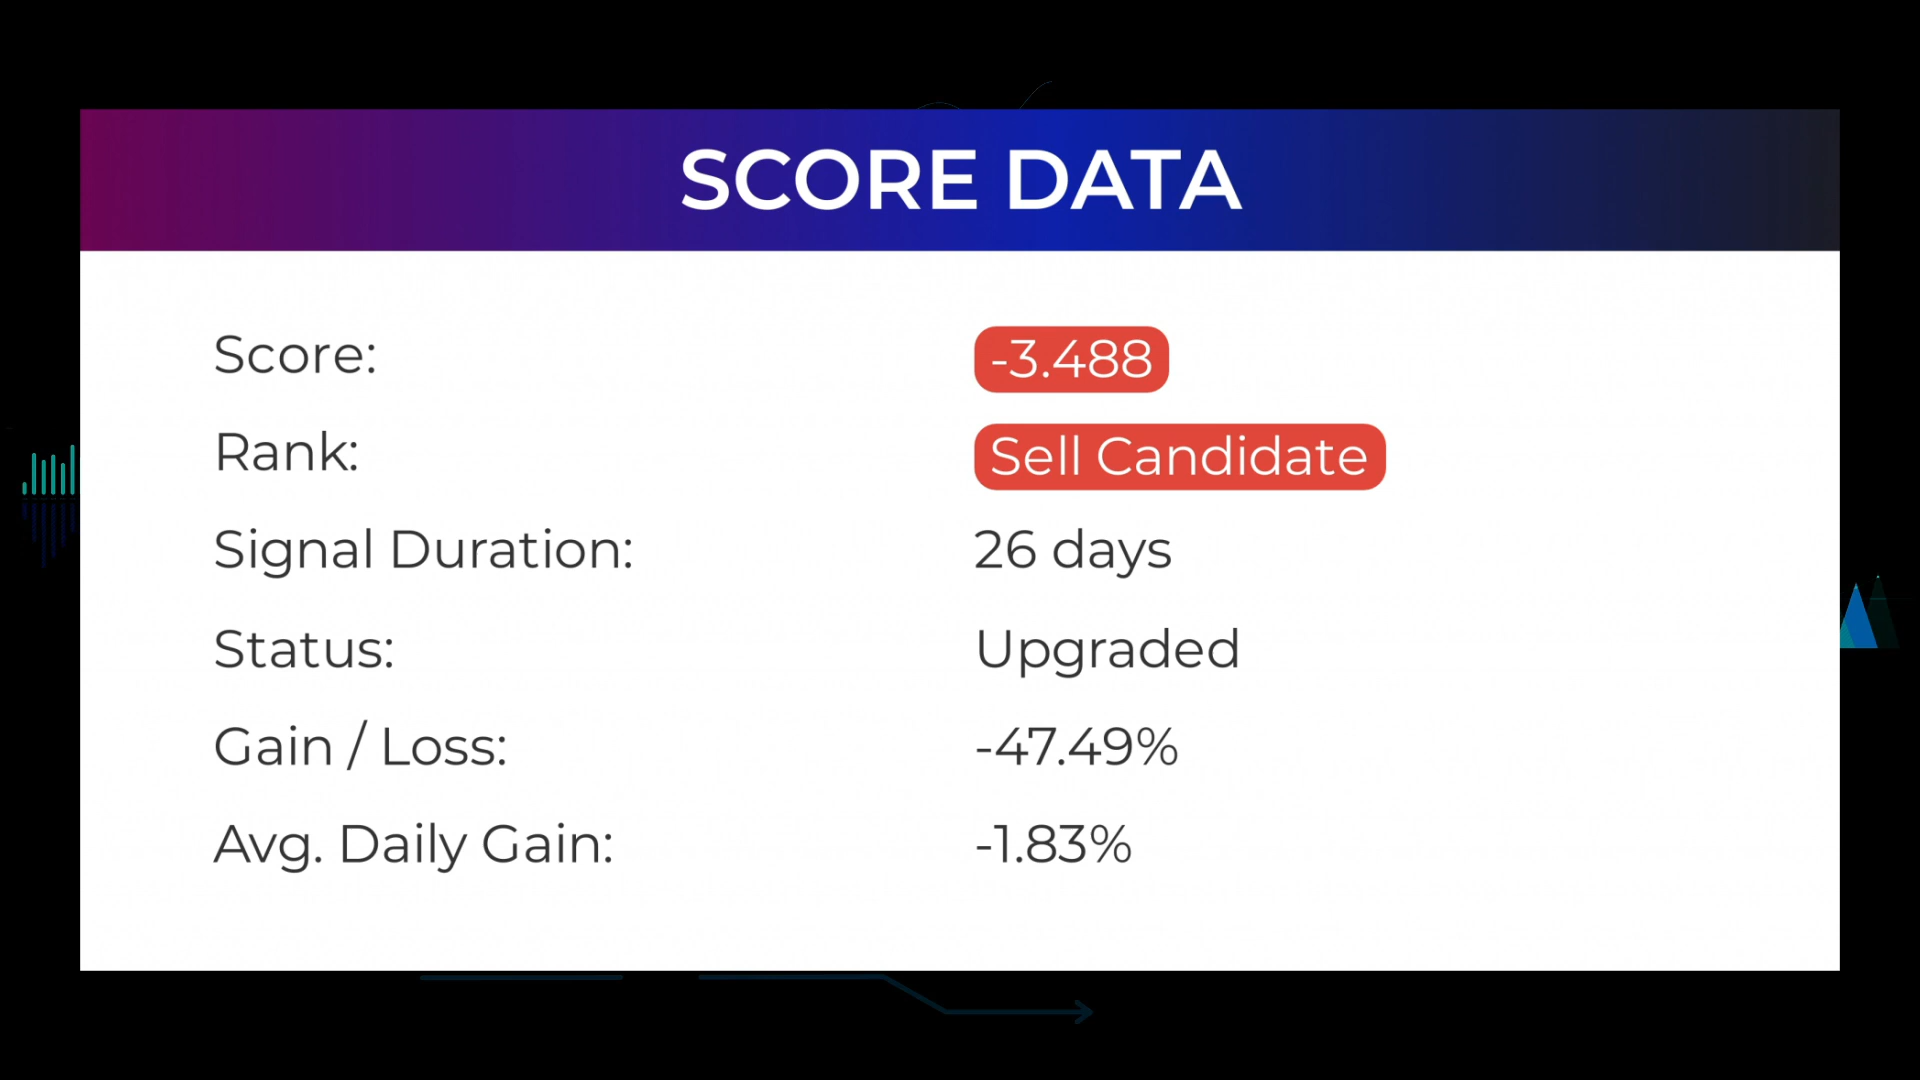 SCORE DATA
Score: -3.488
Rank: Sell Candidate
Signal Duration: 26 days
Status: Upgraded
Gain / Loss: -47.49%
Avg. Daily Gain: -1.83%